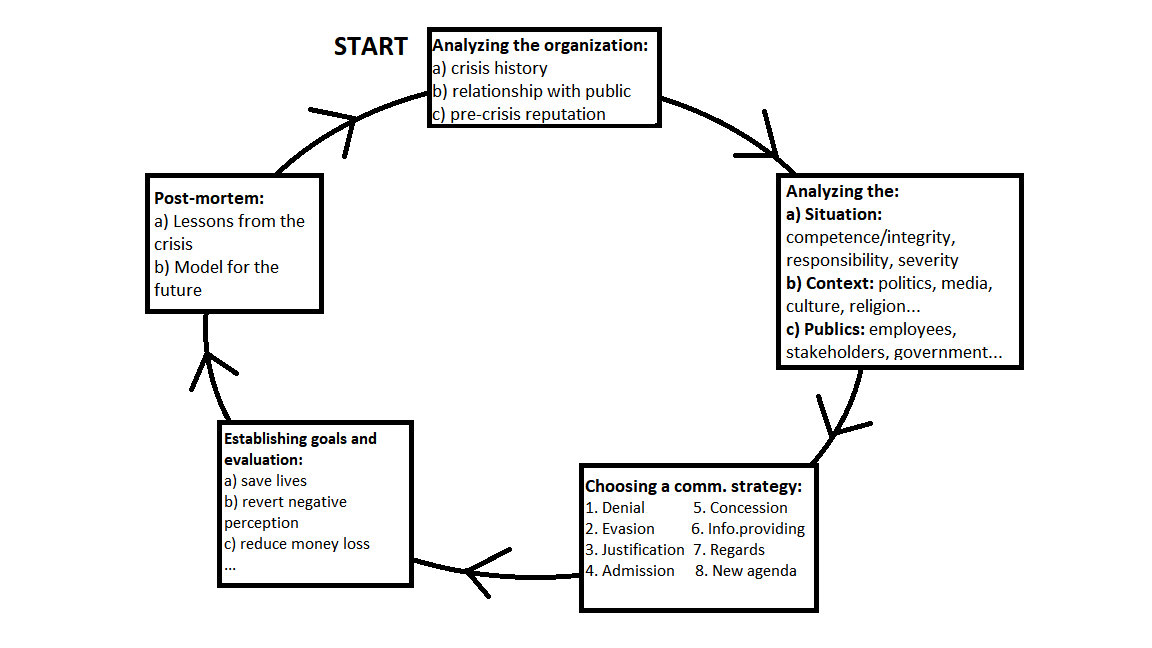 START
Analyzing the organization:
a) crisis history
b) relationship with public
c) pre-crisis reputation
Analyzing the:
a) Situation:
competence/integrity,
responsibility, severity
b) Context: politics, media,
culture, religion...
c) Publics: employees,
stakeholders, government...
Choosing a comm. strategy:
1. Denial 5. Concession
2. Evasion 6. Info.providing
3. Justification 7. Regards
4. Admission 8. New agenda
Establishing goals and
evaluation:
a) save lives
b) revert negative
perception
c) reduce money loss
...
Post-mortem:
a) Lessons from the
crisis
b) Model for the
future